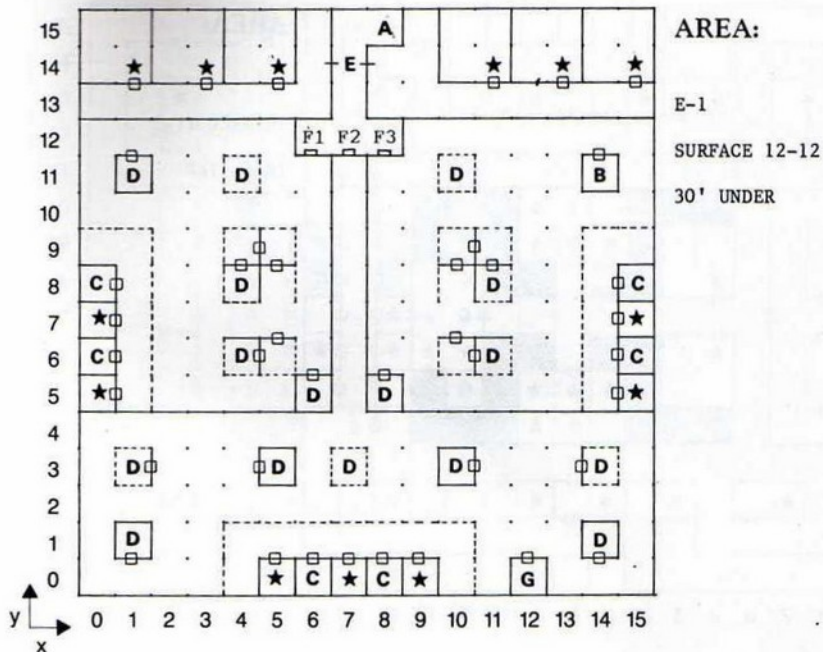 15 A AREA:
14 ★ ★ ★ E ★ ★ ★
13 E-1
12 F1 F2 F3 SURFACE 12-12
11 D D D B
10 30' UNDER
9
8 C D D C
7 ★ ★
6 C D D C
5 ★ D D ★
4
3 D D D D D
2
1 D D
0 ★ C ★ C ★ G
y
x
0 1 2 3 4 5 6 7 8 9 10 11 12 13 14 15